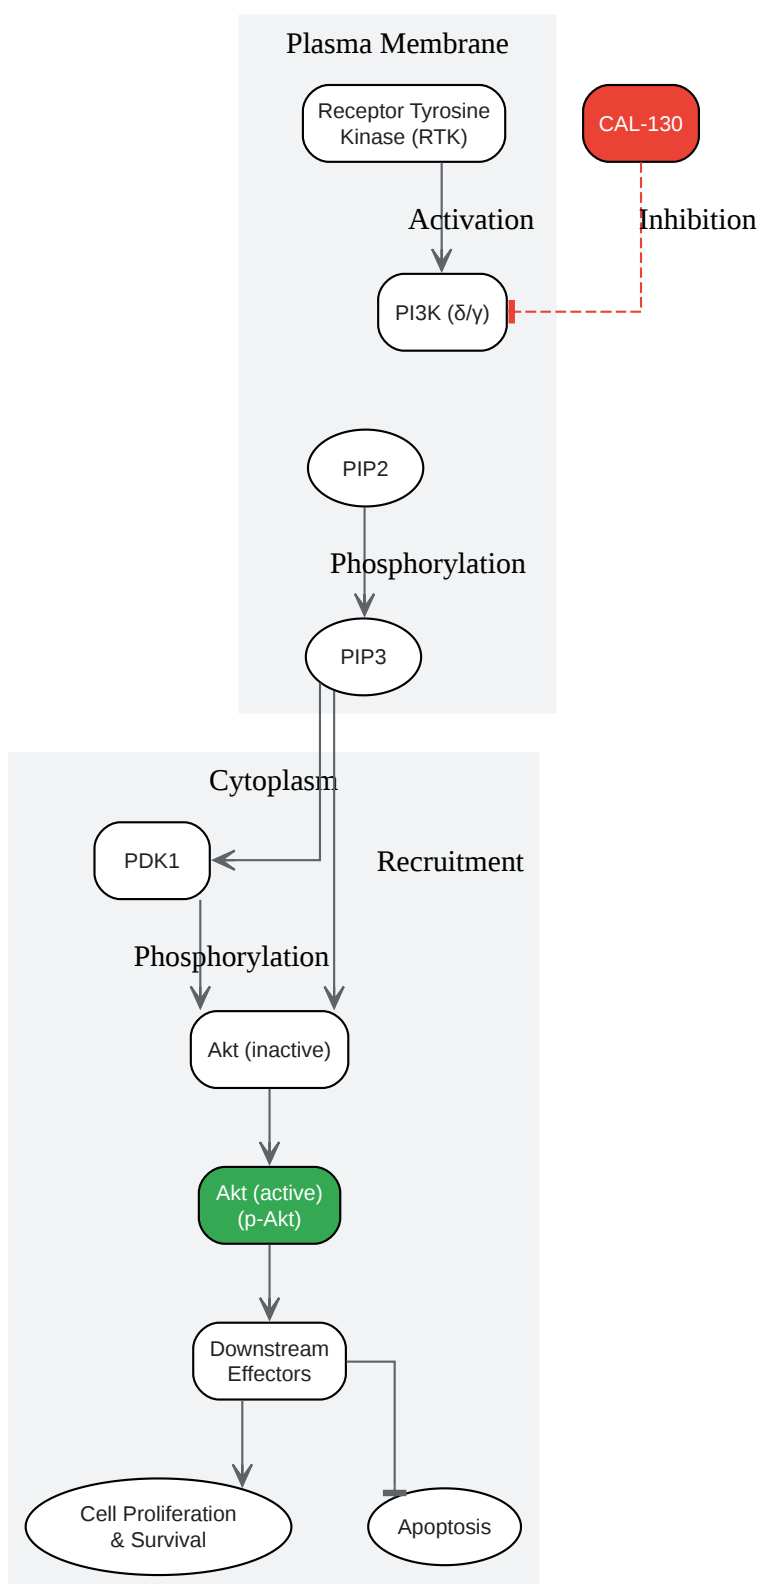 Plasma Membrane
Receptor Tyrosine
Kinase (RTK)
CAL-130
Activation
Inhibition
PI3K (δ/γ)
PIP2
Phosphorylation
PIP3
Cytoplasm
PDK1
Recruitment
Phosphorylation
Akt (inactive)
Akt (active)
(p-Akt)
Downstream
Effectors
Cell Proliferation
& Survival
Apoptosis